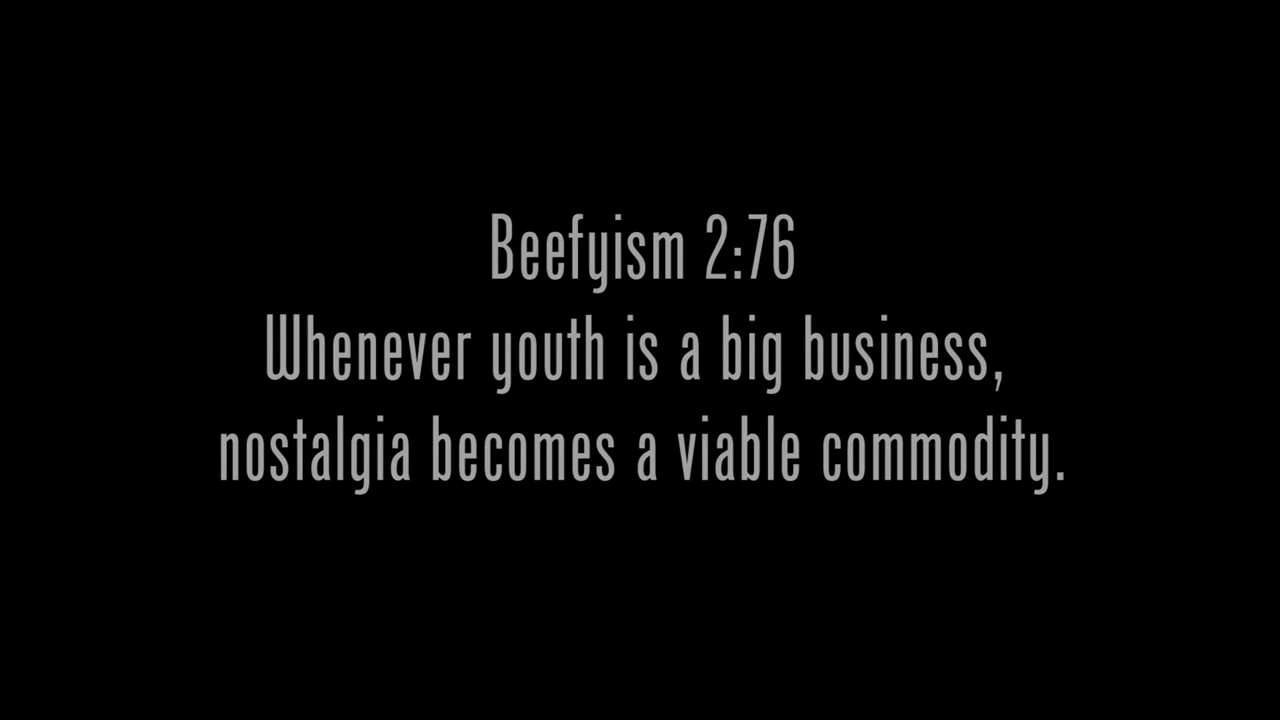 Beefyism 2:76
Whenever youth is a big business,
nostalgia becomes a viable commodity.